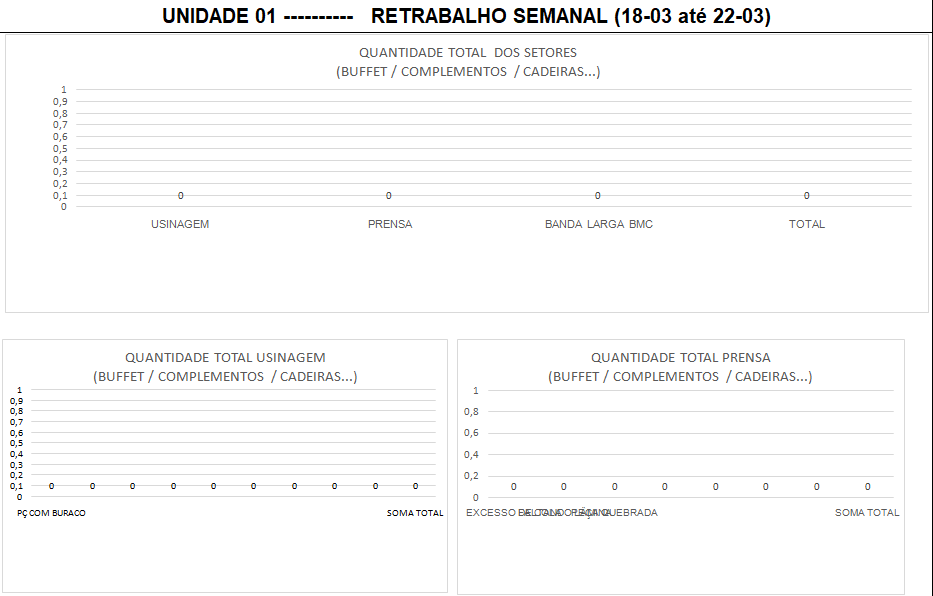 UNIDADE 01 ---------- RETRABALHO SEMANAL (18-03 até 22-03)
QUANTIDADE TOTAL DOS SETORES
(BUFFET / COMPLEMENTOS / CADEIRAS...)
1
0,9
0,8
0,7
0,6
0,5
0,4
0,3
0,2
0,1
0
0 0 0 0
USINAGEM PRENSA BANDA LARGA BMC TOTAL
QUANTIDADE TOTAL USINAGEM
(BUFFET / COMPLEMENTOS / CADEIRAS...)
1
0,9
0,8
0,7
0,6
0,5
0,4
0,3
0,2
0,1
0
0 0 0 0 0 0 0 0 0 0
PÇ COM BURACO SOMA TOTAL
QUANTIDADE TOTAL PRENSA
(BUFFET / COMPLEMENTOS / CADEIRAS...)
1
0,8
0,6
0,4
0,2
0
0 0 0 0 0 0 0 0
EXCESSO QUEBRADA SOMA TOTAL